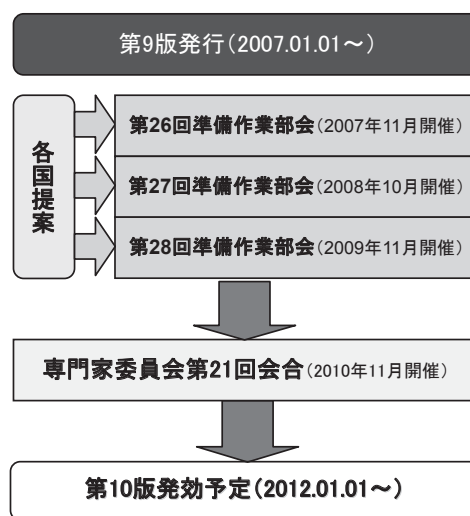 第9版発行（2007.01.01～）
各国提案
第26回準備作業部会（2007年11月開催）
第27回準備作業部会（2008年10月開催）
第28回準備作業部会（2009年11月開催）
専門家委員会第21回会合（2010年11月開催）
第10版発効予定（2012.01.01～）